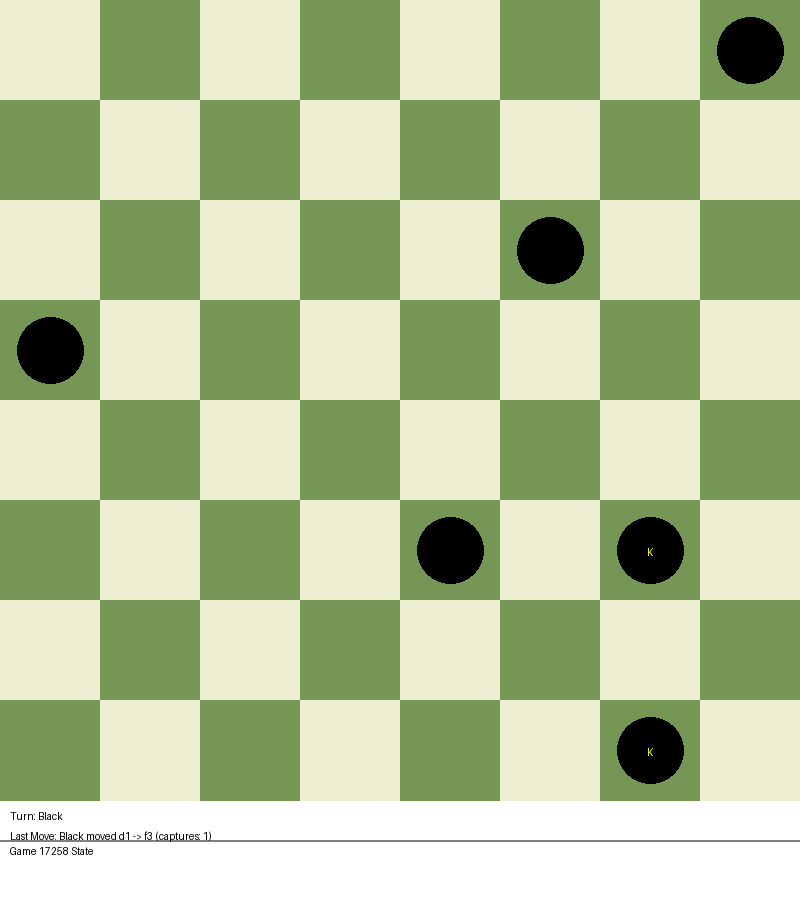 K
K
Turn: Black
Last Move: Black moved d1 -> f3 (captures: 1)
Game 17258 State